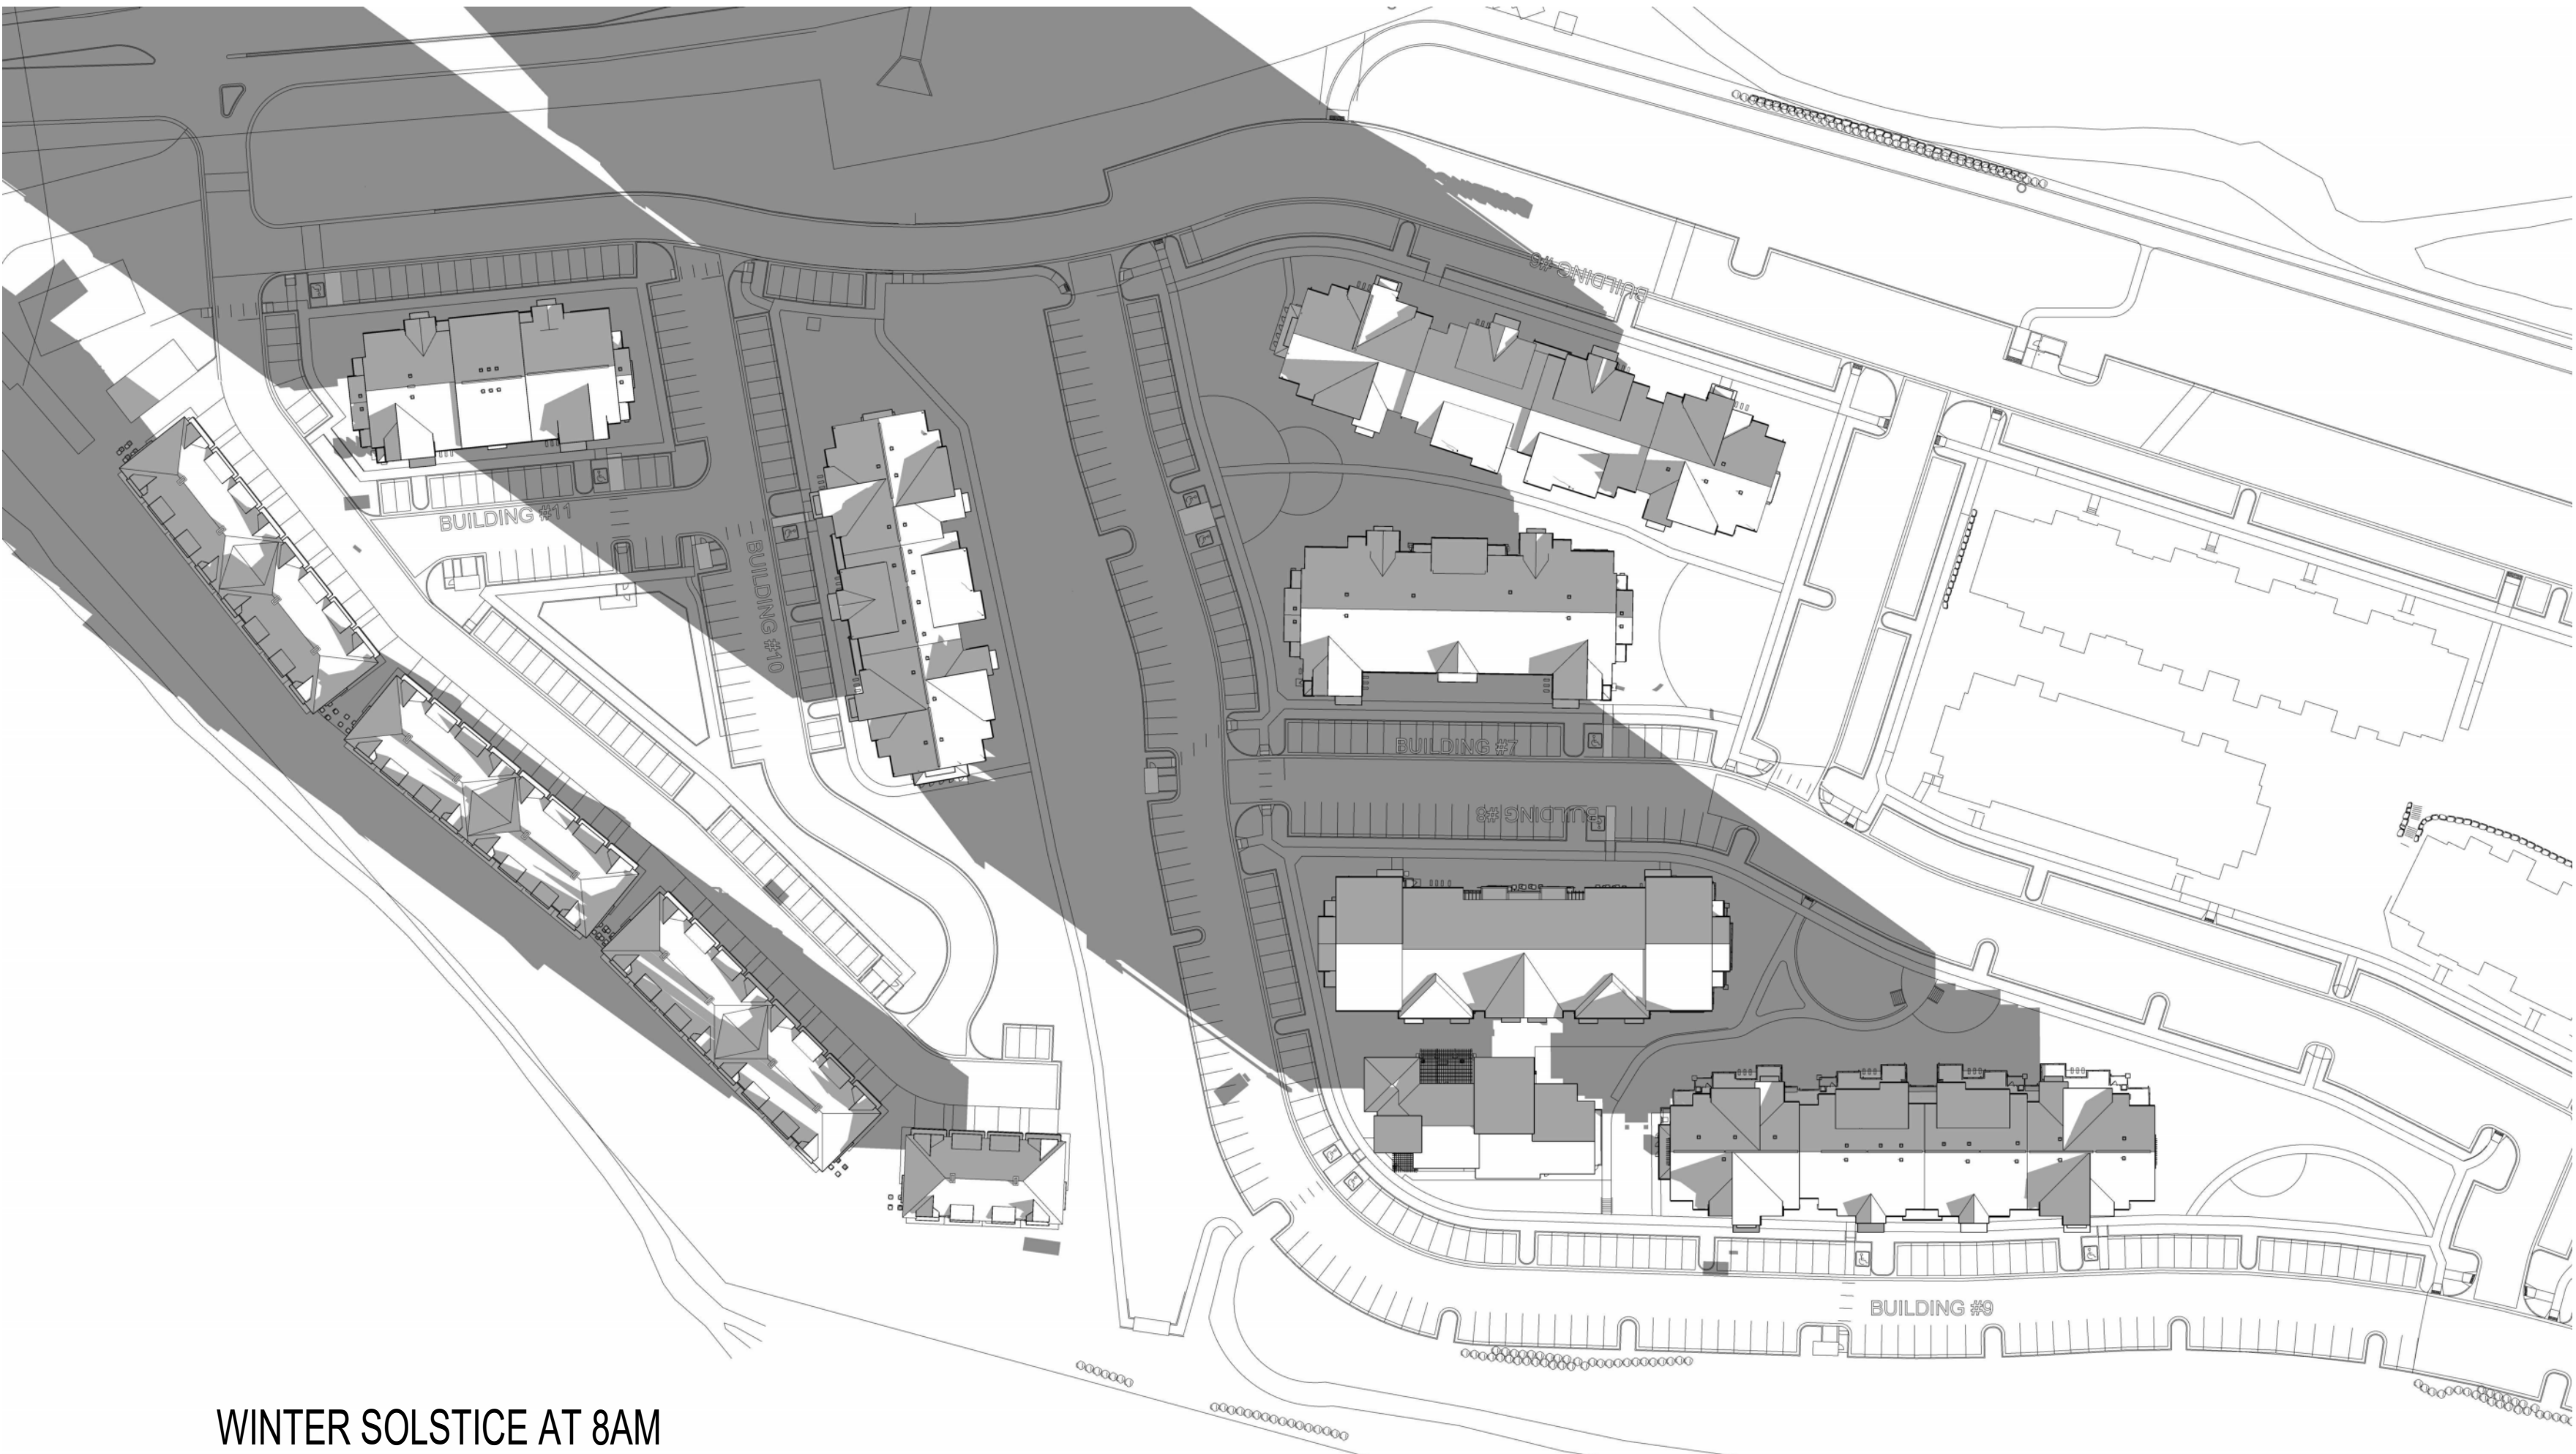 BUILDING #6
BUILDING #11
BUILDING #10
BUILDING #7
BUILDING #8
BUILDING #9
WINTER SOLSTICE AT 8AM